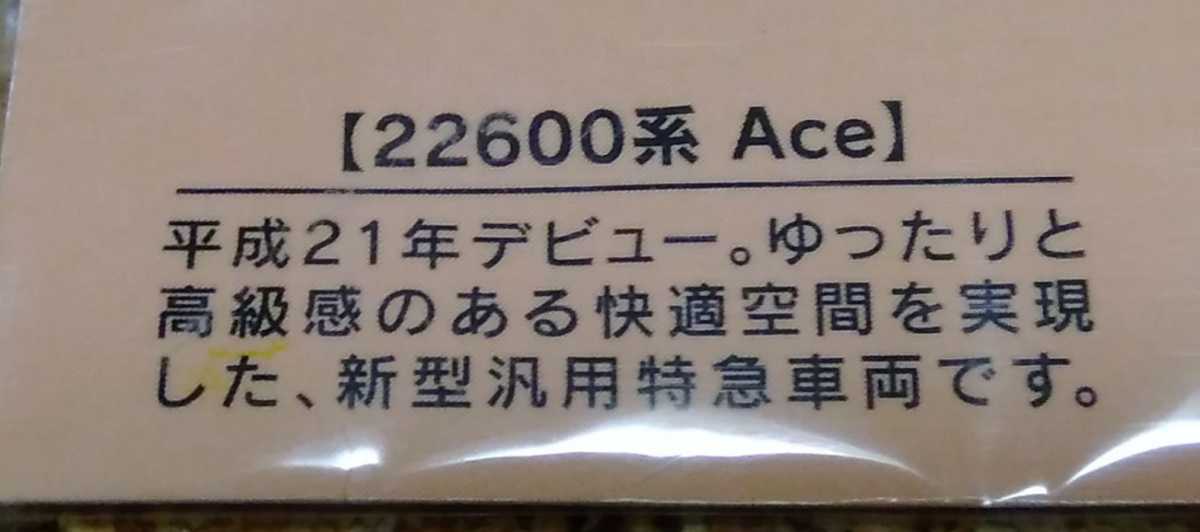 【22600系 Ace】
平成21年デビュー。ゆったりと
高級感のある快適空間を実現
した、新型汎用特急車両です。